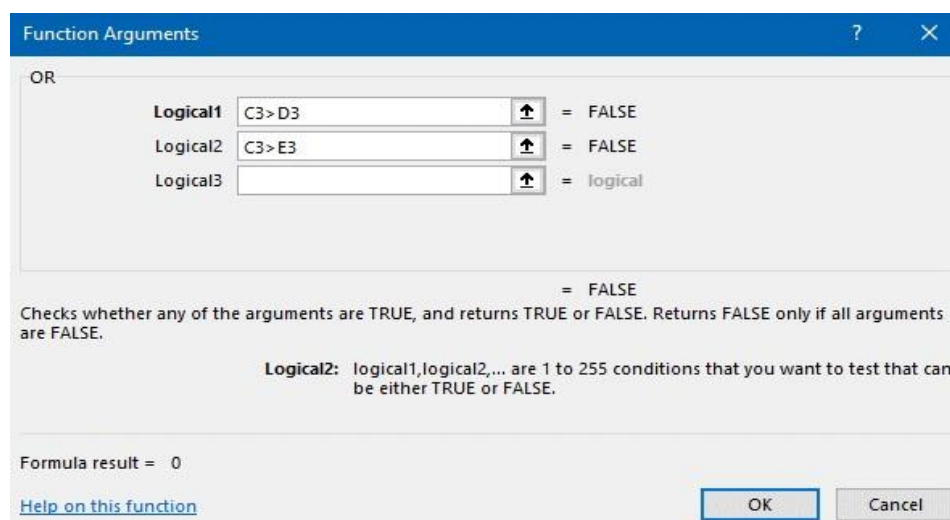 Function Arguments ? ×
OR
Logical1 C3>D3 = FALSE
Logical2 C3>E3 = FALSE
Logical3 = logical
= FALSE
Checks whether any of the arguments are TRUE, and returns TRUE or FALSE. Returns FALSE only if all arguments
are FALSE.
Logical2: logical1,logical2,... are 1 to 255 conditions that you want to test that can
be either TRUE or FALSE.
Formula result = 0
Help on this function OK Cancel